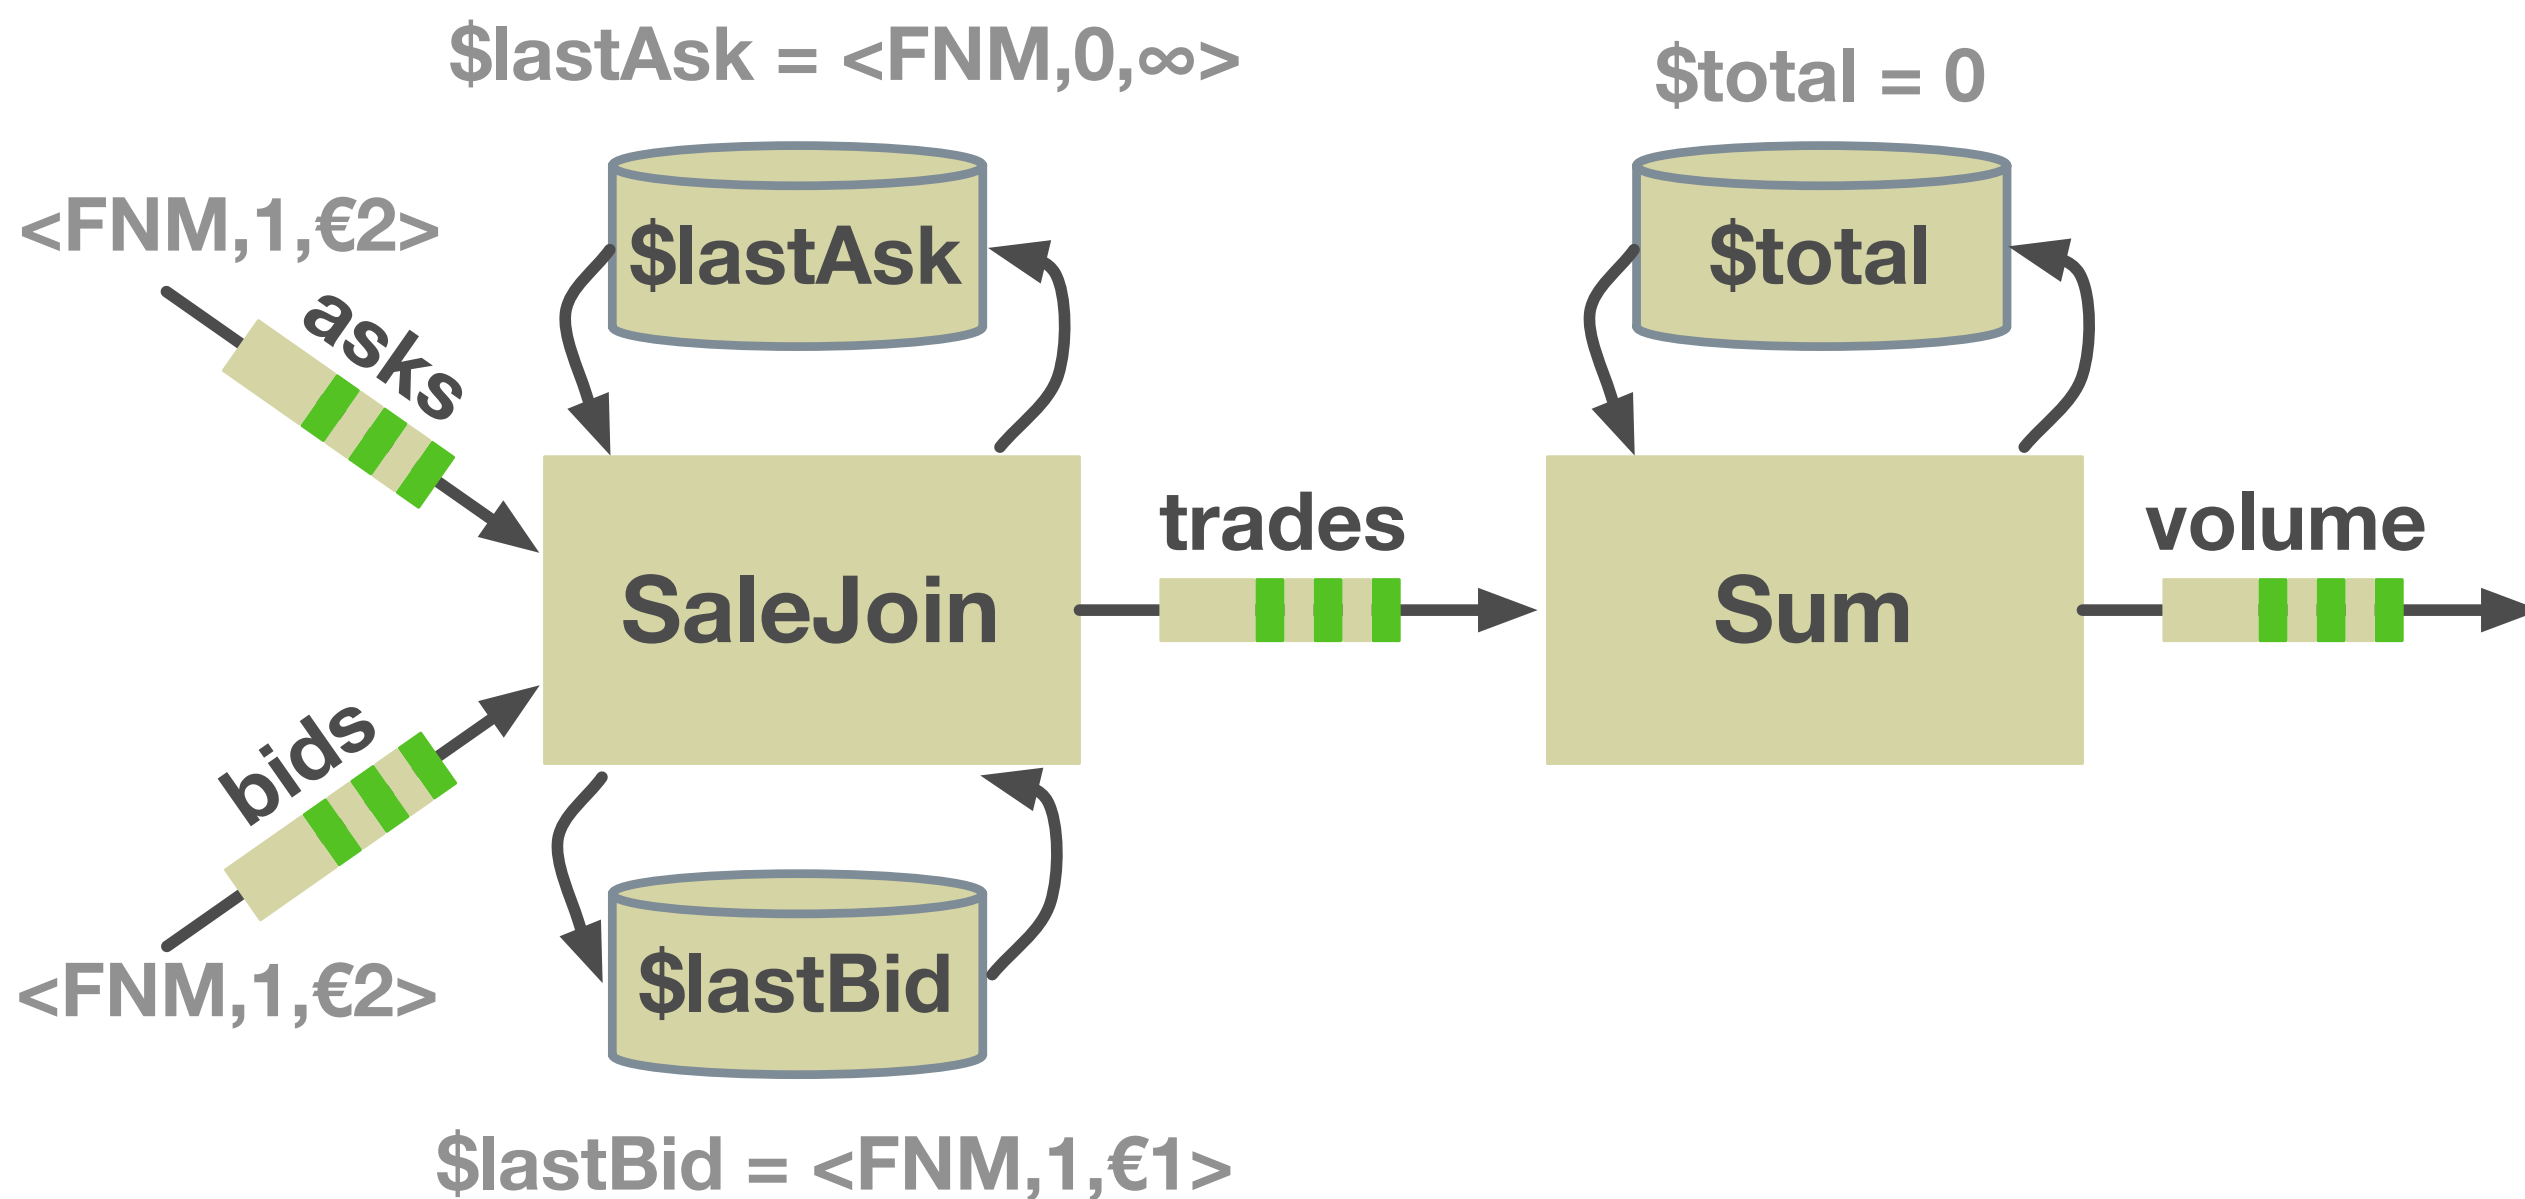 $lastAsk = <FNM,0,∞>
$total = 0
<FNM,1,€2>
$lastAsk
$total
asks
trades
volume
SaleJoin
Sum
bids
<FNM,1,€2>
$lastBid
$lastBid = <FNM,1,€1>